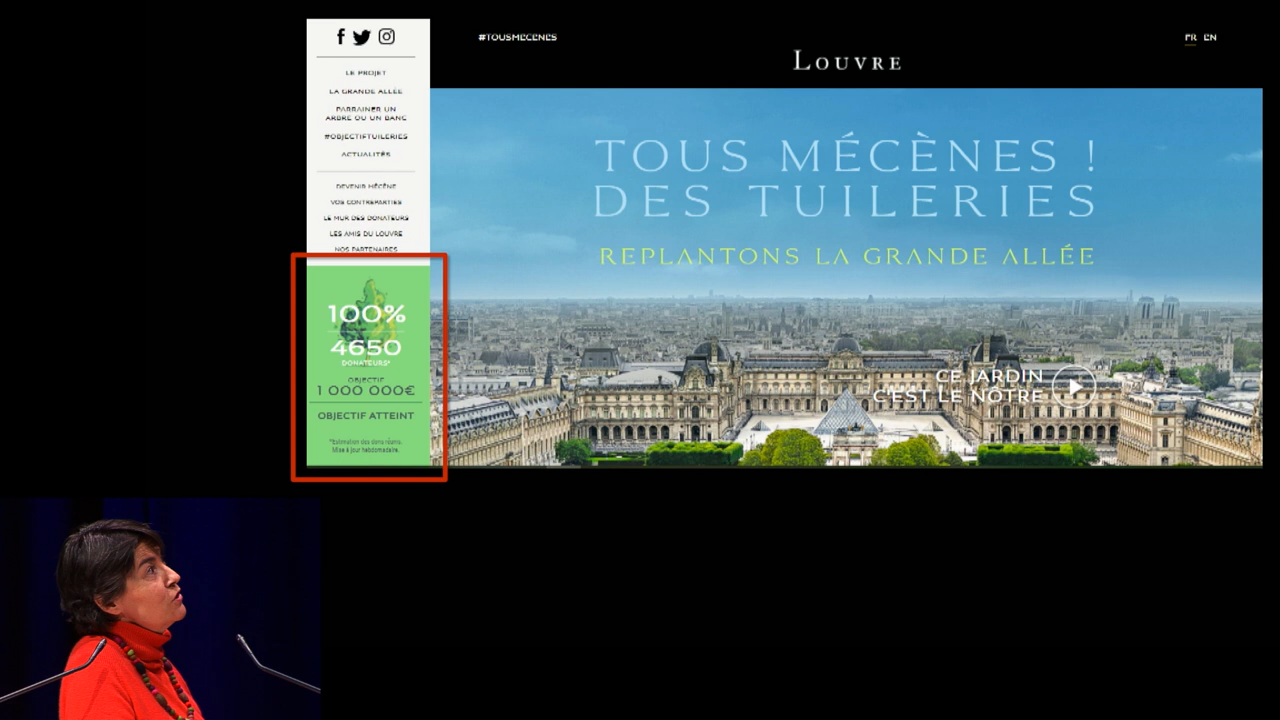 #TOUSMÉCÈNES
LOUVRE
FR EN
LE PROJET
LA GRANDE ALLÉE
PARRAINER UN
ARBRE OU UN BANC
#OBJECTIFTUILERIES
ACTUALITÉS
DEVENIR MÉCÈNE
VOS CONTREPARTIES
LE MUR DES DONATEURS
LES AMIS DU LOUVRE
NOS PARTENAIRES
100%
4650
DONATEURS*
OBJECTIF
1 000 000€
OBJECTIF ATTEINT
*Estimation des dons réunis.
Mise à jour hebdomadaire.
TOUS MÉCÈNES !
DES TUILERIES
REPLANTONS LA GRANDE ALLÉE
CE JARDIN
C'EST LE NÔTRE